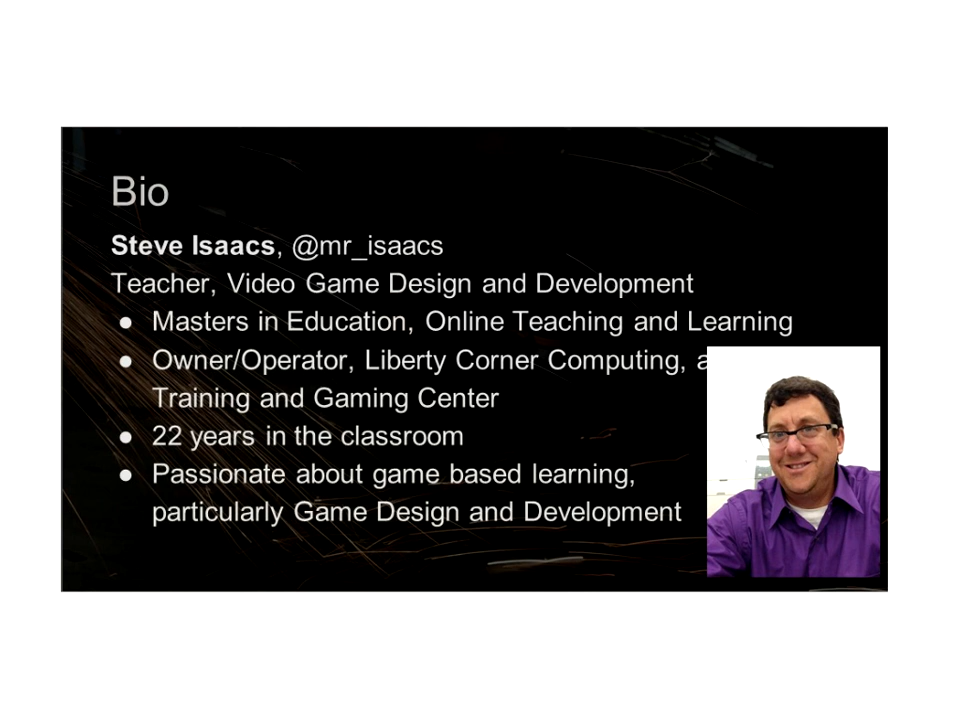 Bio
Steve Isaacs, @mr_isaacs
Teacher, Video Game Design and Development
● Masters in Education, Online Teaching and Learning
● Owner/Operator, Liberty Corner Computing, a
Training and Gaming Center
● 22 years in the classroom
● Passionate about game based learning,
particularly Game Design and Development